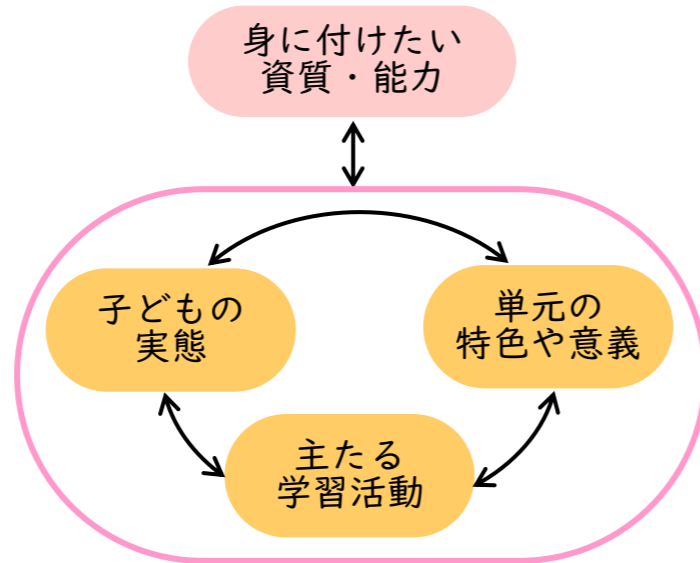 身に付けたい
資質・能力
子どもの
実態
単元の
特色や意義
主たる
学習活動